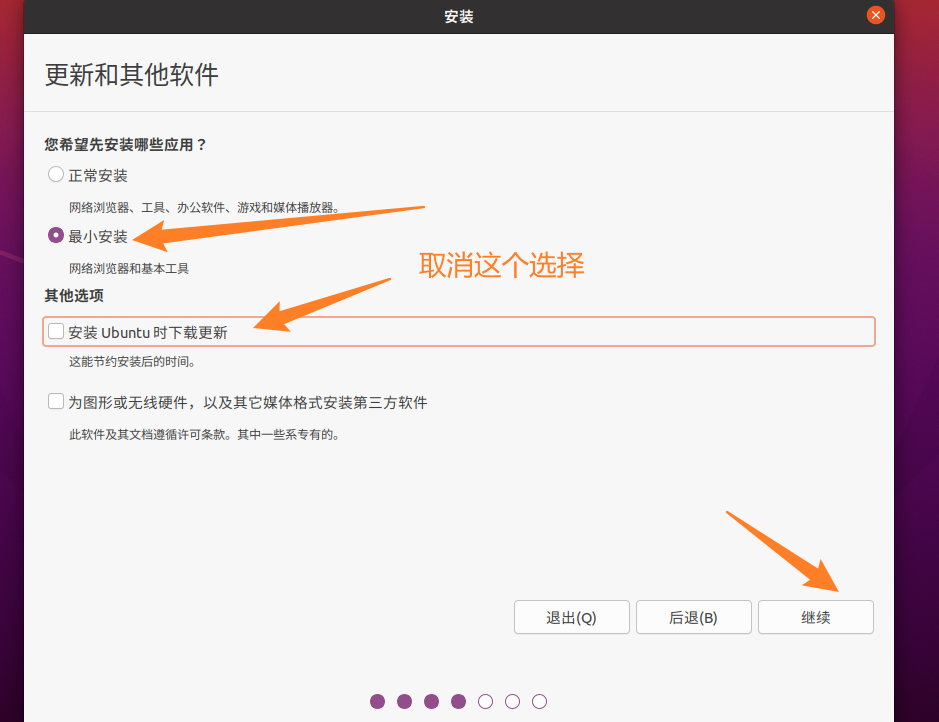 安装
更新和其他软件
您希望先安装哪些应用？
正常安装
网络浏览器、工具、办公软件、游戏和媒体播放器。
最小安装
取消这个选择
网络浏览器和基本工具
其他选项
安装 Ubuntu 时下载更新
这能节约安装后的时间。
为图形或无线硬件，以及其它媒体格式安装第三方软件
此软件及其文档遵循许可条款。其中一些系专有的。
退出(Q)
后退(B)
继续